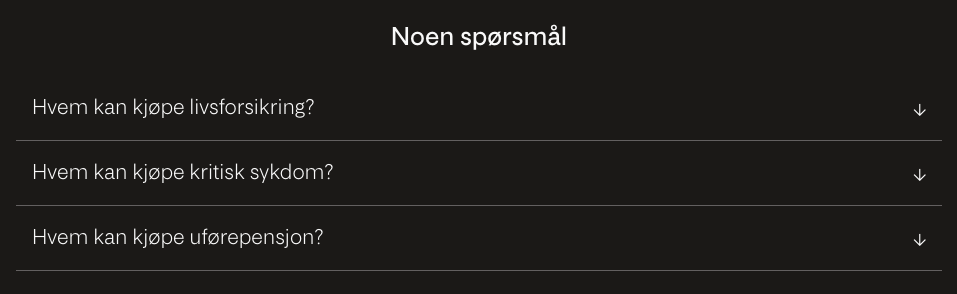 Noen spørsmål
Hvem kan kjøpe livsforsikring?
Hvem kan kjøpe kritisk sykdom?
Hvem kan kjøpe uførepensjon?